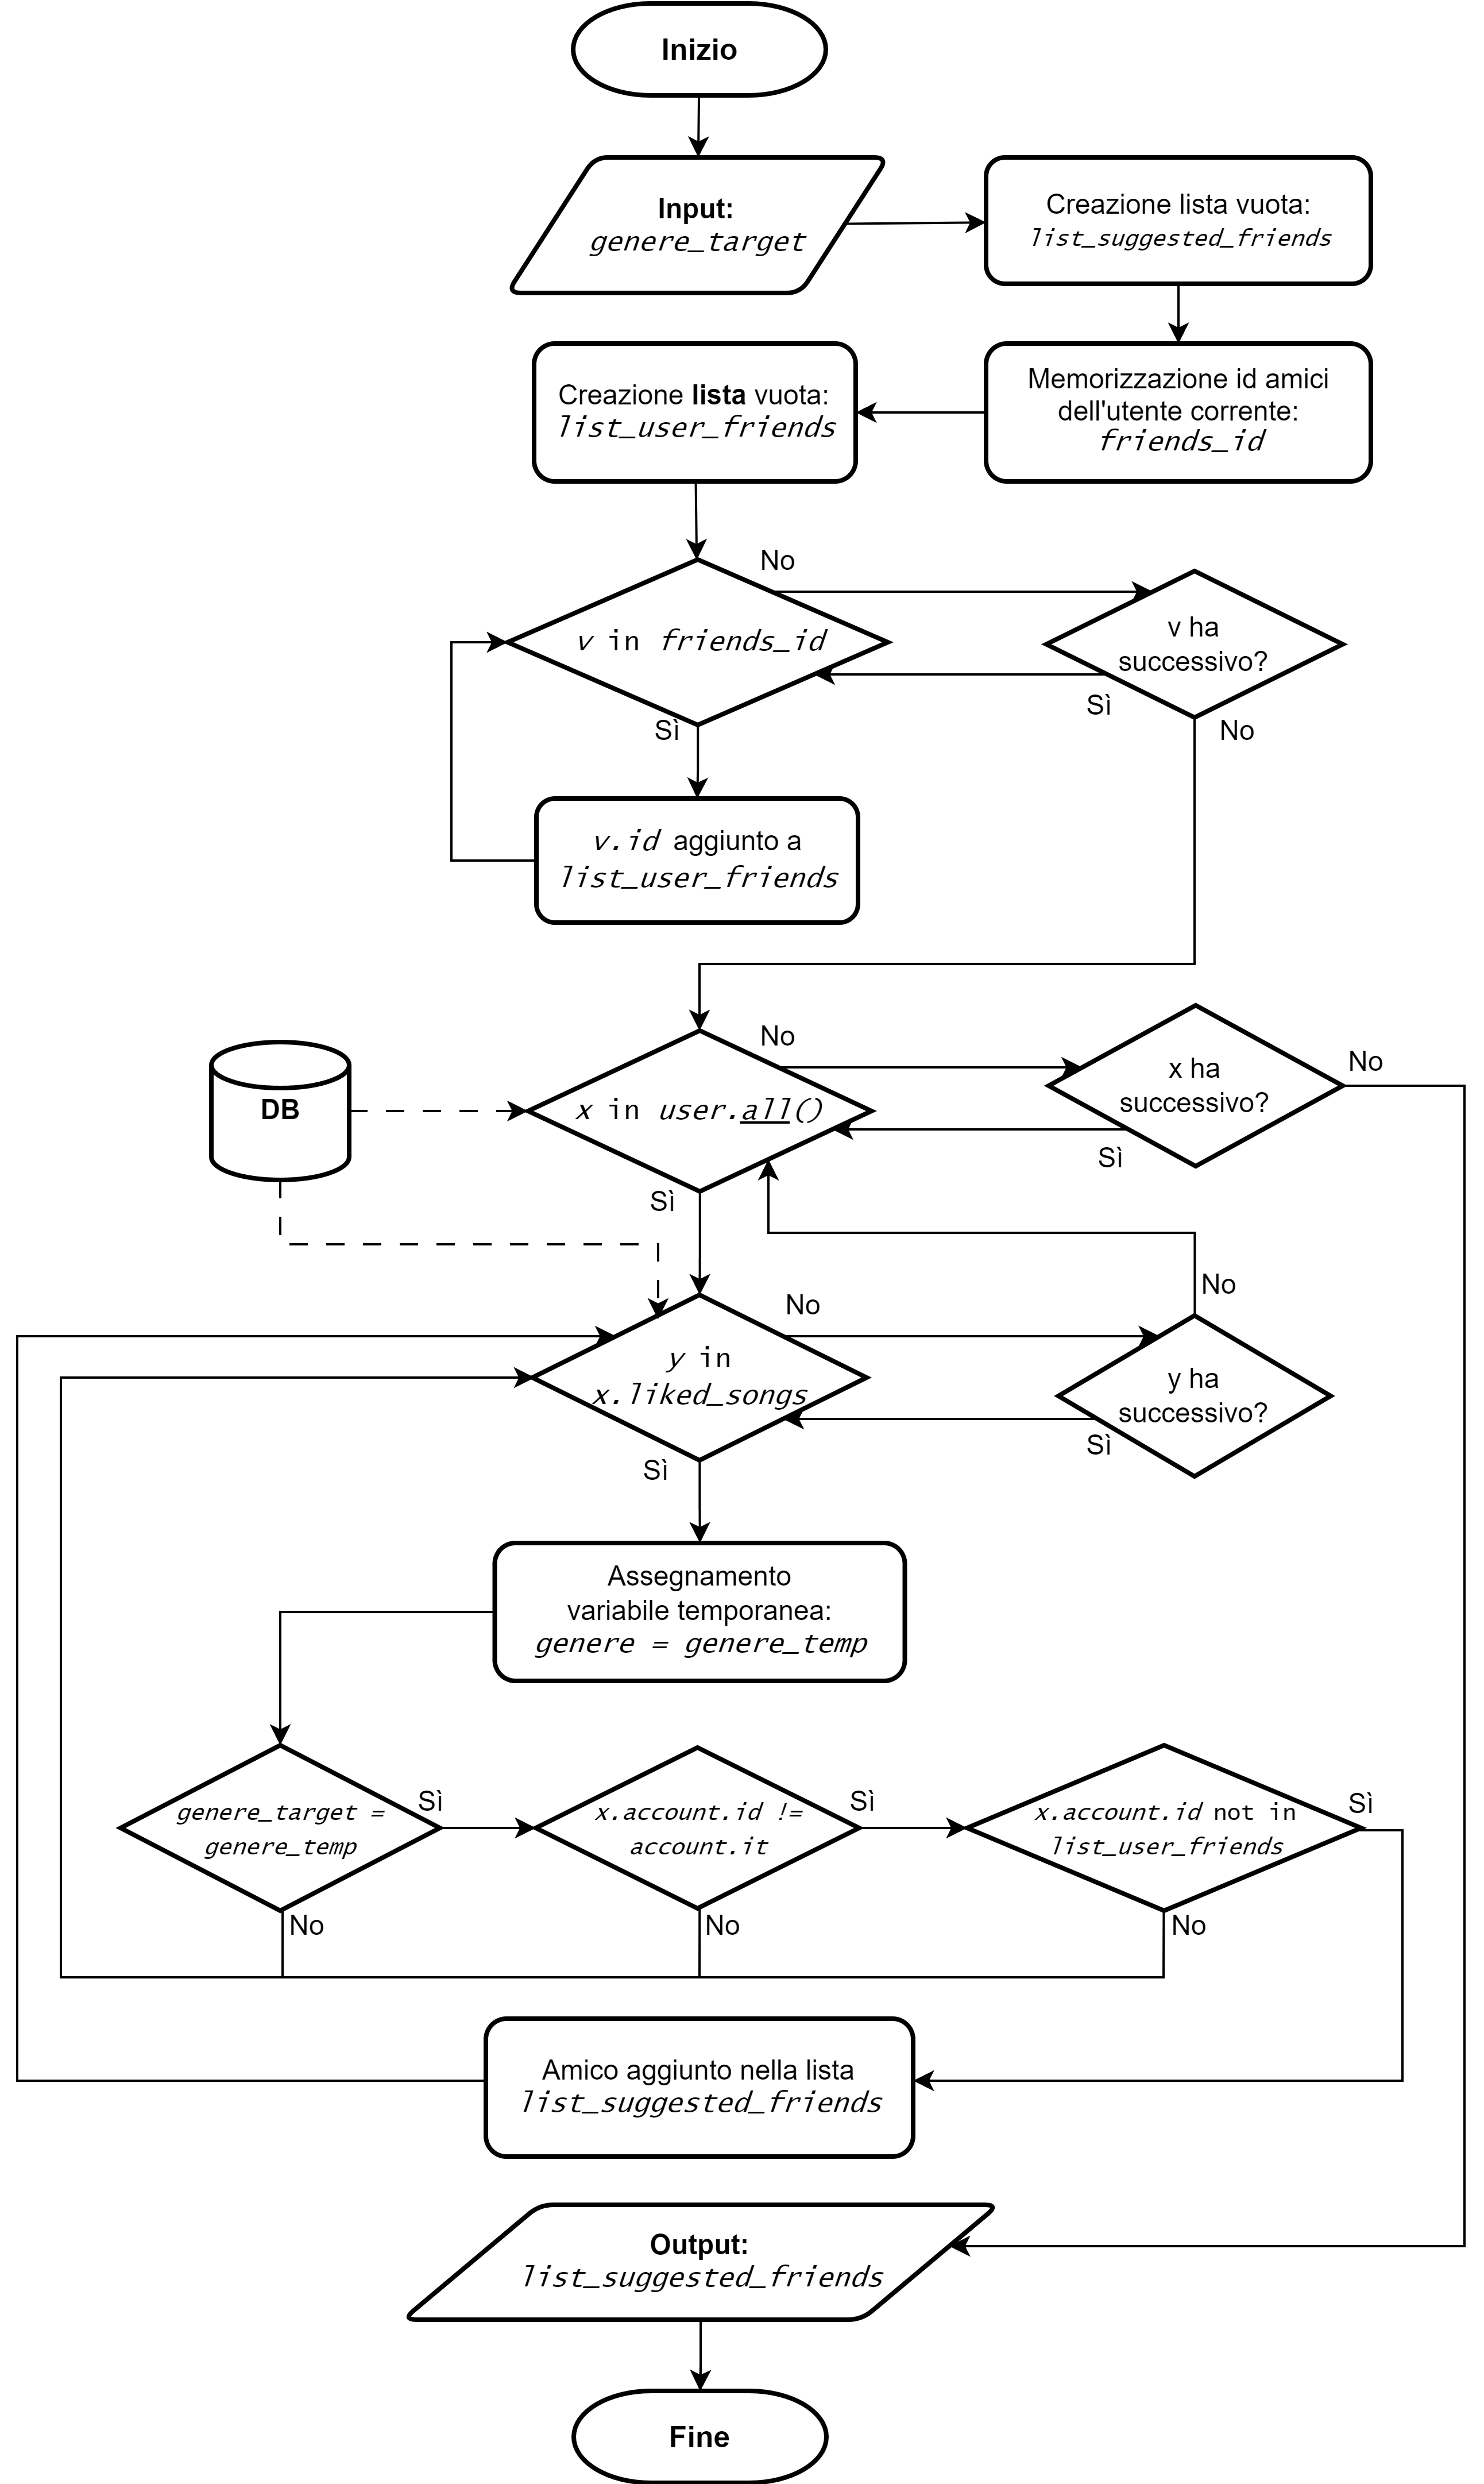 Inizio
Input:
genere_target
Creazione lista vuota:
list_suggested_friends
Creazione lista vuota:
list_user_friends
Memorizzazione id amici
dell'utente corrente:
friends_id
No
v in friends_id
v ha
successivo?
Sì
Sì
No
v.id aggiunto a
list_user_friends
DB
No
x in user.all()
x ha
successivo?
No
Sì
Sì
No
No
y in
x.liked_songs
y ha
successivo?
Sì
Sì
Assegnamento
variabile temporanea:
genere = genere_temp
genere_target =
genere_temp
Sì
x.account.id !=
account.it
Sì
x.account.id not in
list_user_friends
Sì
No
No
No
Amico aggiunto nella lista
list_suggested_friends
Output:
list_suggested_friends
Fine